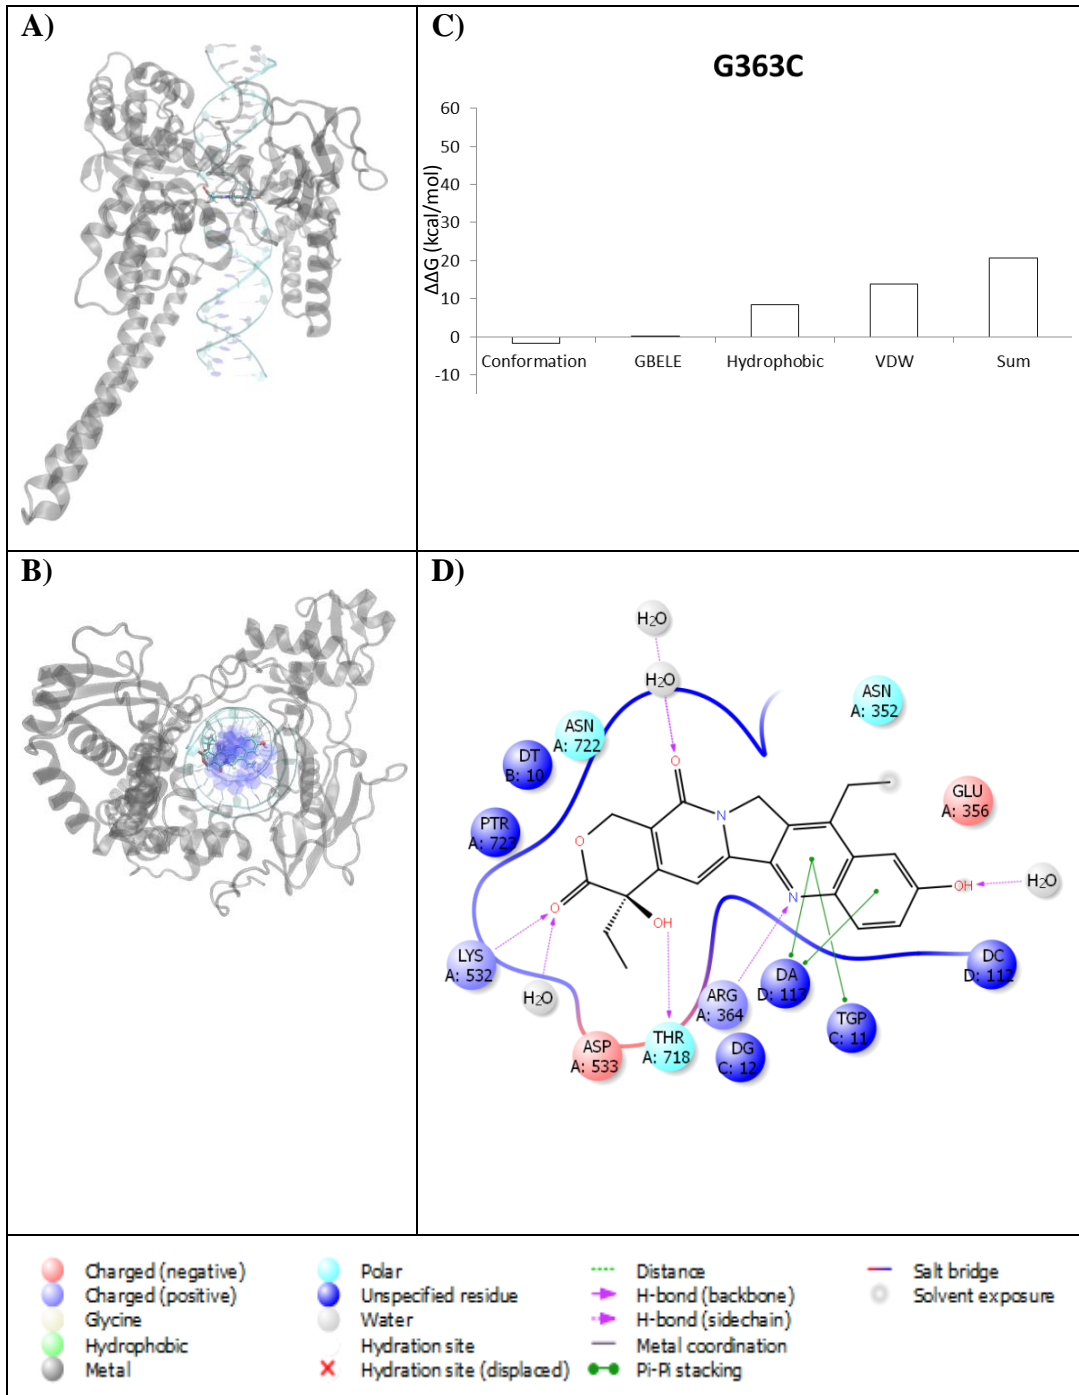 A)
C)
G363C
ΔΔG (kcal/mol)
60
50
40
30
20
10
0
-10
Conformation GBELE Hydrophobic VDW Sum
B)
D)
H₂O
H₂O
ASN
A: 352
ASN
A: 722
DT
B: 10
O
GLU
A: 356
PTR
A: 723
O
N
OH
H₂O
O
N
OH
LYS
A: 532
H₂O
ARG
A: 364
DA
D: 113
DC
D: 112
TGP
C: 11
ASP
A: 533
THR
A: 718
DG
C: 12
Charged (negative)
Charged (positive)
Glycine
Hydrophobic
Metal
Polar
Unspecified residue
Water
Hydration site
Hydration site (displaced)
Distance
H-bond (backbone)
H-bond (sidechain)
Metal coordination
Pi-Pi stacking
Salt bridge
Solvent exposure